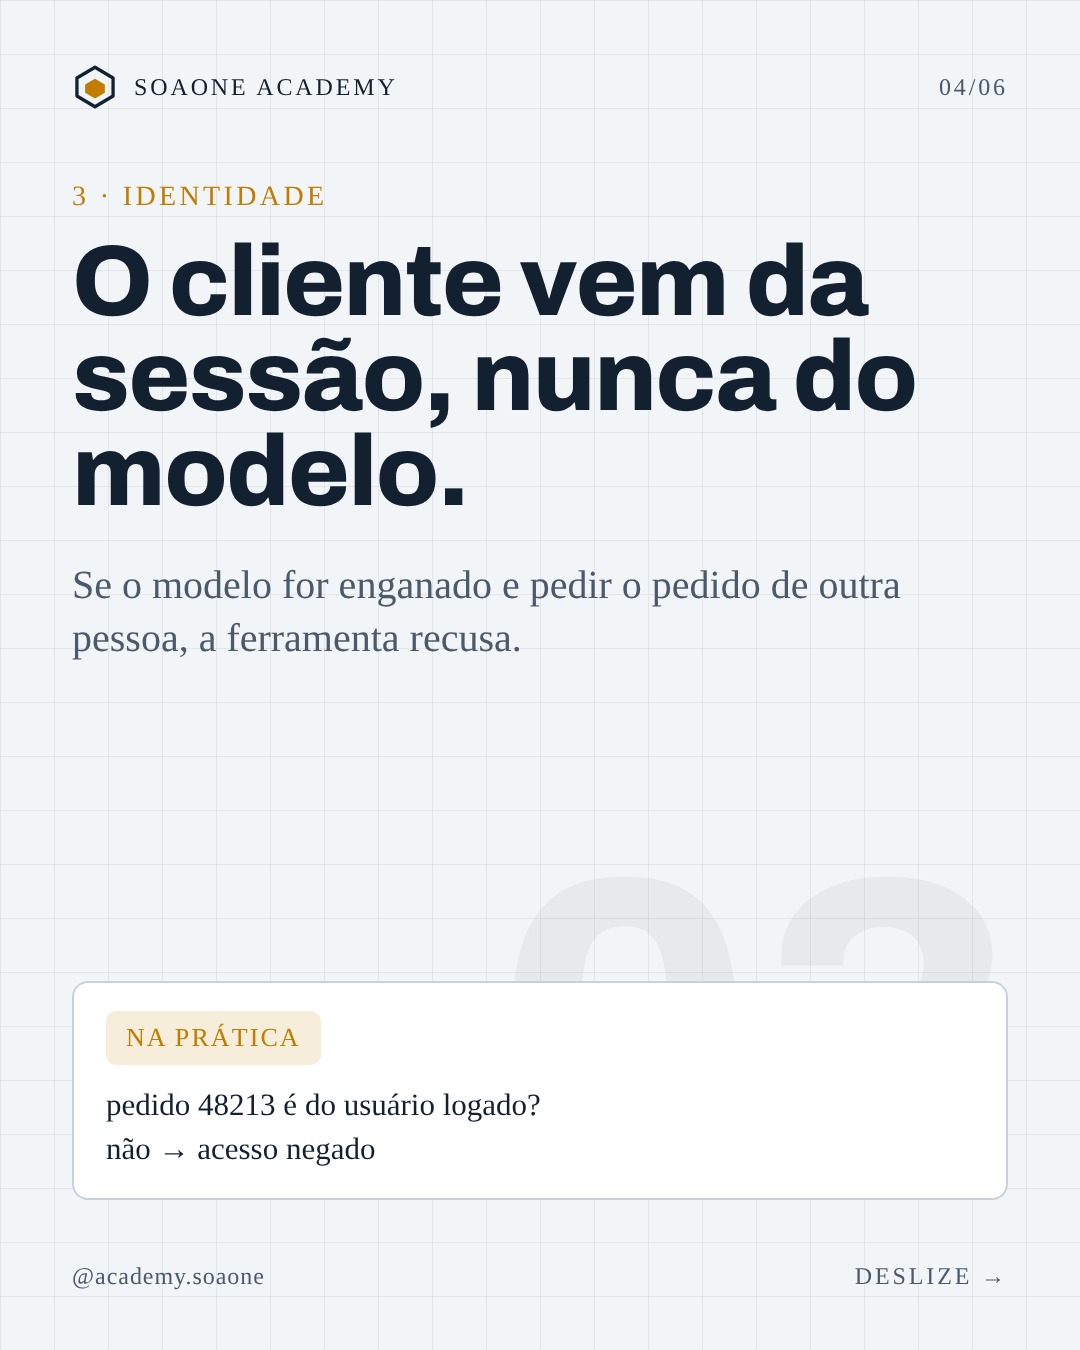 SOAONE ACADEMY
04/06
3 · IDENTIDADE
O cliente vem da
sessão, nunca do
modelo.
Se o modelo for enganado e pedir o pedido de outra
pessoa, a ferramenta recusa.
NA PRÁTICA
pedido 48213 é do usuário logado?
não → acesso negado
@academy.soaone
DESLIZE →